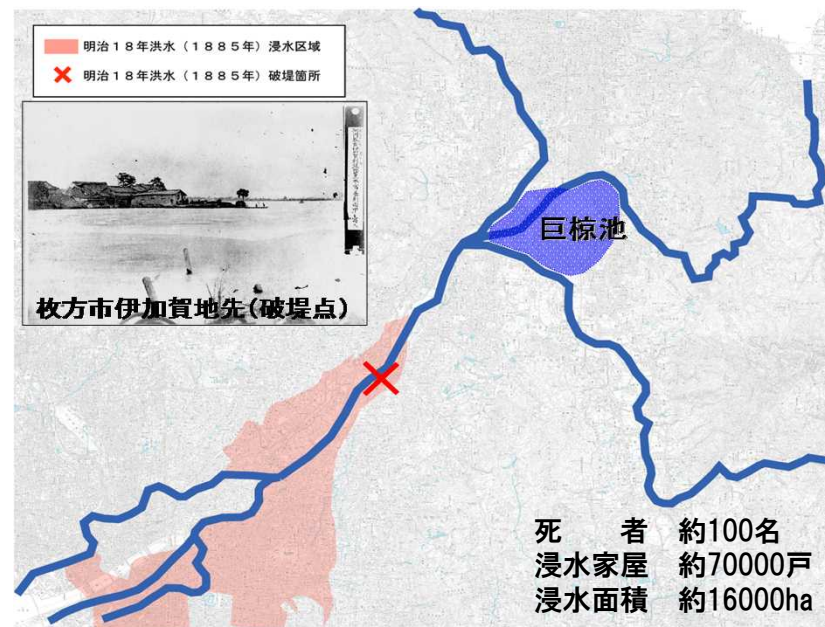 明治１８年洪水（１８８５年）浸水区域
明治１８年洪水（１８８５年）破堤箇所
枚方市伊加賀地先(破堤点)
巨椋池
死　　者　約100名
浸水家屋　約70000戸
浸水面積　約16000ha